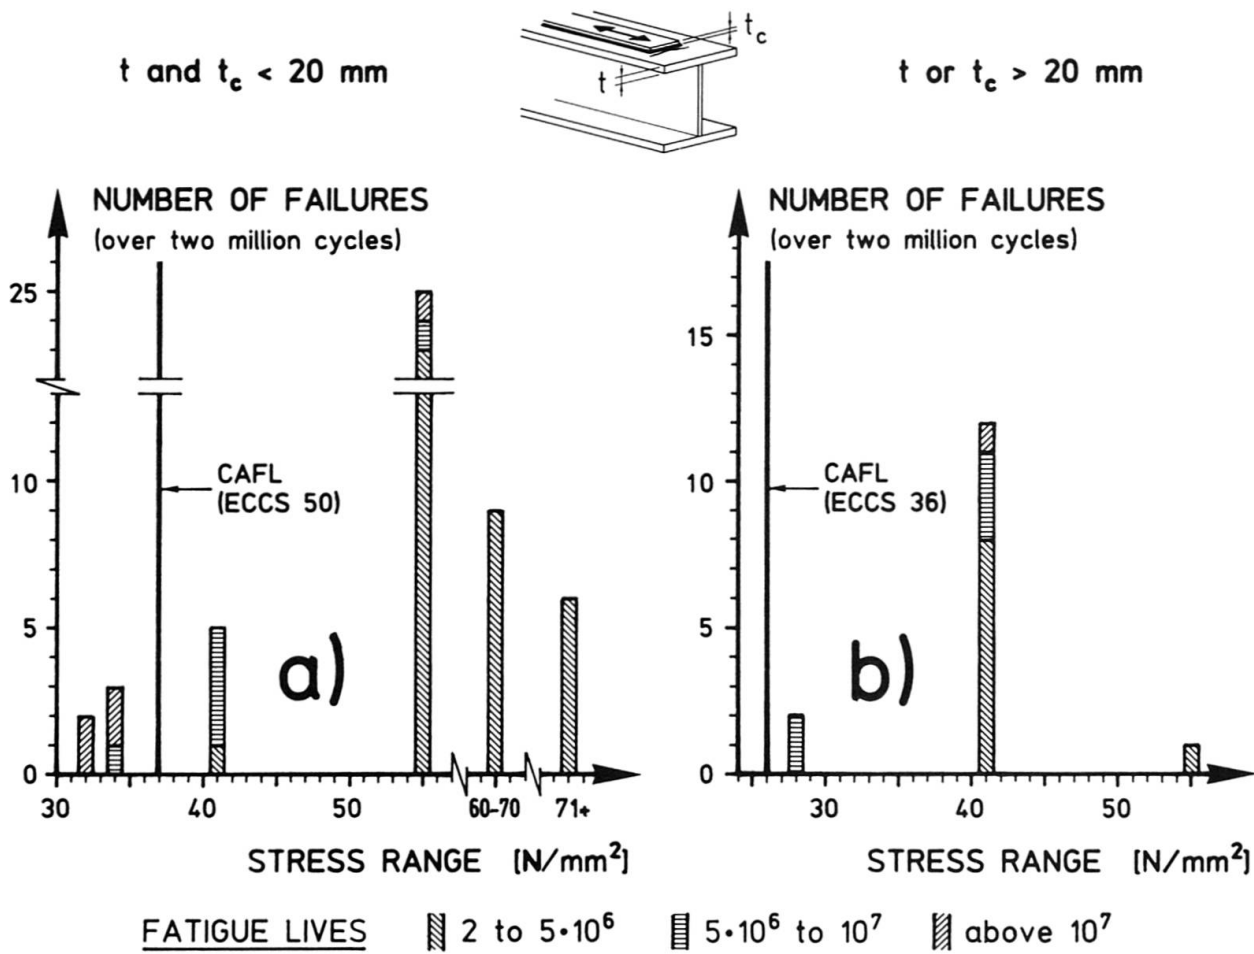 t and t_c < 20 mm
t_c
t
t or t_c > 20 mm
NUMBER OF FAILURES
(over two million cycles)
25
10
5
0
CAFL
(ECCS 50)
a)
30
40
50
60-70
71+
STRESS RANGE [N/mm²]
NUMBER OF FAILURES
(over two million cycles)
15
10
5
0
CAFL
(ECCS 36)
b)
30
40
50
STRESS RANGE [N/mm²]
FATIGUE LIVES
2 to 5•10⁶
5•10⁶ to 10⁷
above 10⁷